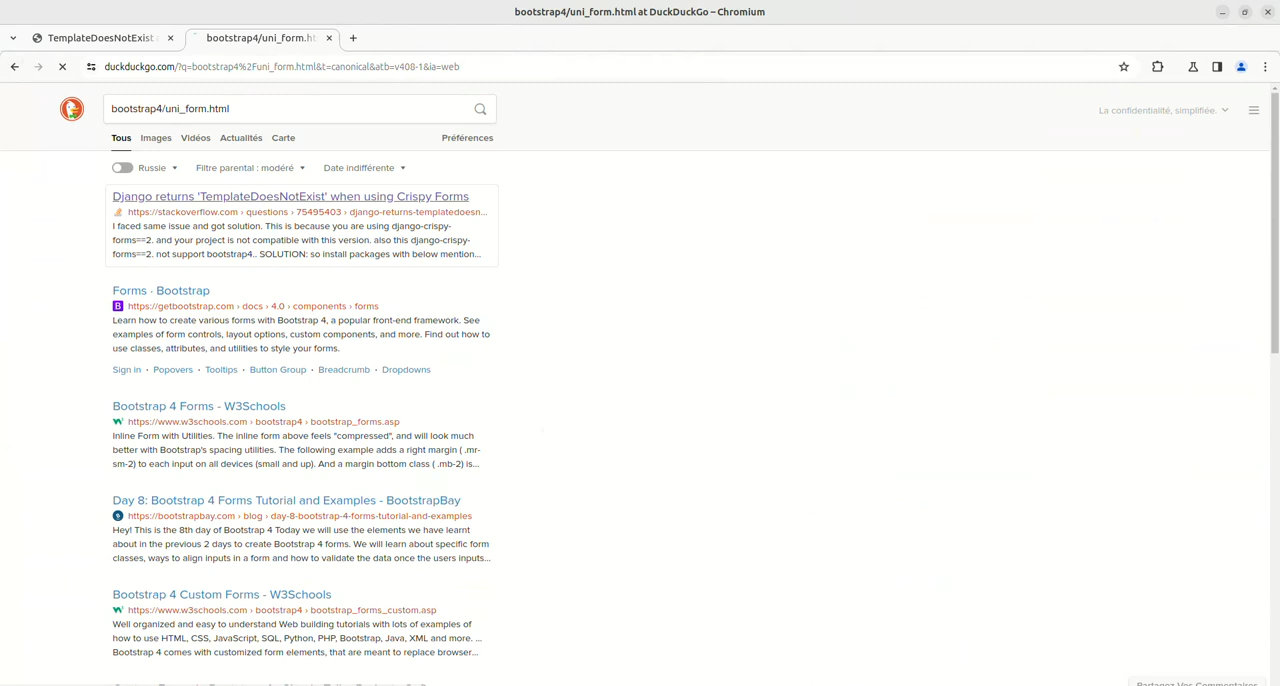 bootstrap4/uni_form.html at DuckDuckGo – Chromium
TemplateDoesNotExist
bootstrap4/uni_form.ht
duckduckgo.com/?q=bootstrap4%2Funi_form.html&t=canonical&atb=v408-1&ia=web
bootstrap4/uni_form.html
La confidentialité, simplifiée.
Tous Images Vidéos Actualités Carte Préférences
Russie Filtre parental : modéré Date indifférente
Django returns 'TemplateDoesNotExist' when using Crispy Forms
https://stackoverflow.com › questions › 75495403 › django-returns-templatedoesn...
I faced same issue and got solution. This is because you are using django-crispy-
forms==2. and your project is not compatible with this version. also this django-crispy-
forms==2. not support bootstrap4.. SOLUTION: so install packages with below mention...
Forms · Bootstrap
B https://getbootstrap.com › docs › 4.0 › components › forms
Learn how to create various forms with Bootstrap 4, a popular front-end framework. See
examples of form controls, layout options, custom components, and more. Find out how to
use classes, attributes, and utilities to style your forms.
Sign in · Popovers · Tooltips · Button Group · Breadcrumb · Dropdowns
Bootstrap 4 Forms - W3Schools
https://www.w3schools.com › bootstrap4 › bootstrap_forms.asp
Inline Form with Utilities. The inline form above feels "compressed", and will look much
better with Bootstrap's spacing utilities. The following example adds a right margin ( .mr-
sm-2) to each input on all devices (small and up). And a margin bottom class ( .mb-2) is...
Day 8: Bootstrap 4 Forms Tutorial and Examples - BootstrapBay
https://bootstrapbay.com › blog › day-8-bootstrap-4-forms-tutorial-and-examples
Hey! This is the 8th day of Bootstrap 4 Today we will use the elements we have learnt
about in the previous 2 days to create Bootstrap 4 forms. We will learn about specific form
classes, ways to align inputs in a form and how to validate the data once the users inputs...
Bootstrap 4 Custom Forms - W3Schools
https://www.w3schools.com › bootstrap4 › bootstrap_forms_custom.asp
Well organized and easy to understand Web building tutorials with lots of examples of
how to use HTML, CSS, JavaScript, SQL, Python, PHP, Bootstrap, Java, XML and more. ...
Bootstrap 4 comes with customized form elements, that are meant to replace browser...
Partagez Vos Commentaires